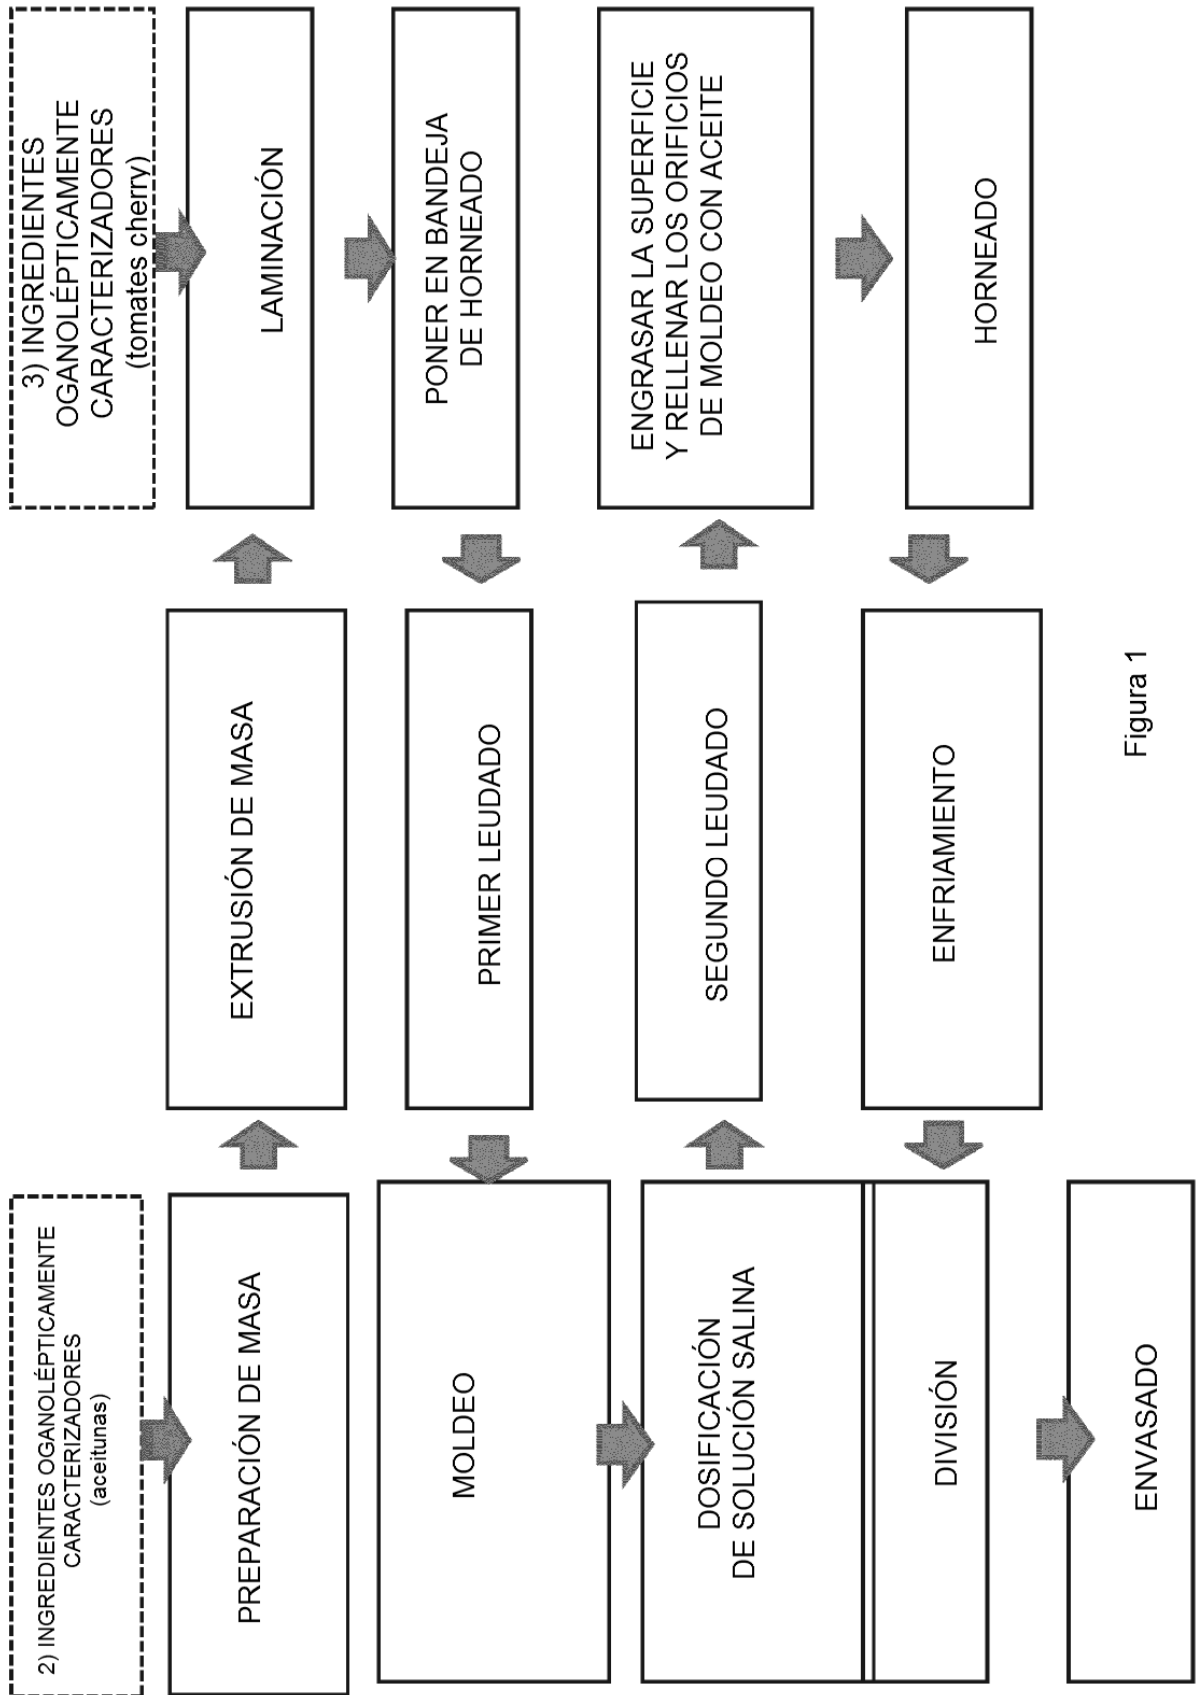 2) INGREDIENTES OGANOLÉPTICAMENTE
CARACTERIZADORES
(aceitunas)
3) INGREDIENTES
OGANOLÉPTICAMENTE
CARACTERIZADORES
(tomates cherry)
PREPARACIÓN DE MASA
EXTRUSIÓN DE MASA
LAMINACIÓN
MOLDEO
PRIMER LEUDADO
PONER EN BANDEJA
DE HORNEADO
DOSIFICACIÓN
DE SOLUCIÓN SALINA
SEGUNDO LEUDADO
ENGRASAR LA SUPERFICIE
Y RELLENAR LOS ORIFICIOS
DE MOLDEO CON ACEITE
DIVISIÓN
ENFRIAMIENTO
HORNEADO
ENVASADO
Figura 1